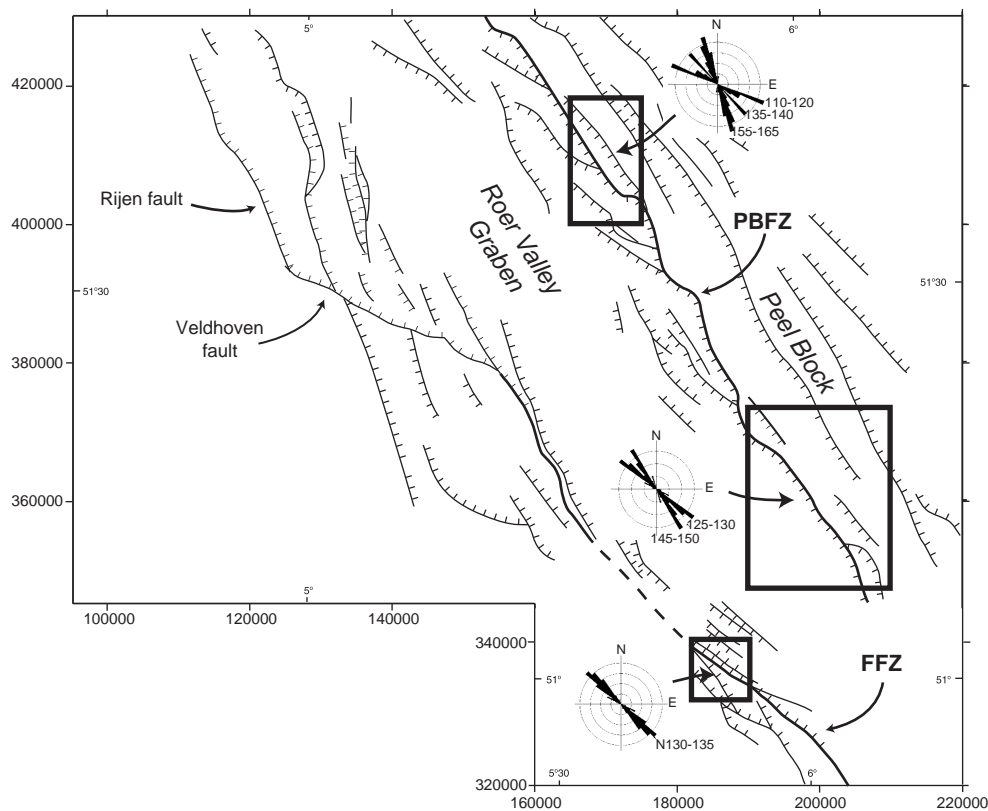 5°
6°
N
E
110-120
135-140
155-165
420000
Rijen fault
400000
Roer Valley
Graben
PBFZ
51°30
51°30
Veldhoven
fault
Peel Block
380000
N
E
125-130
145-150
360000
5°
100000
120000
140000
340000
N
E
N130-135
51°
51°
FFZ
5°30
6°
320000
160000
180000
200000
220000